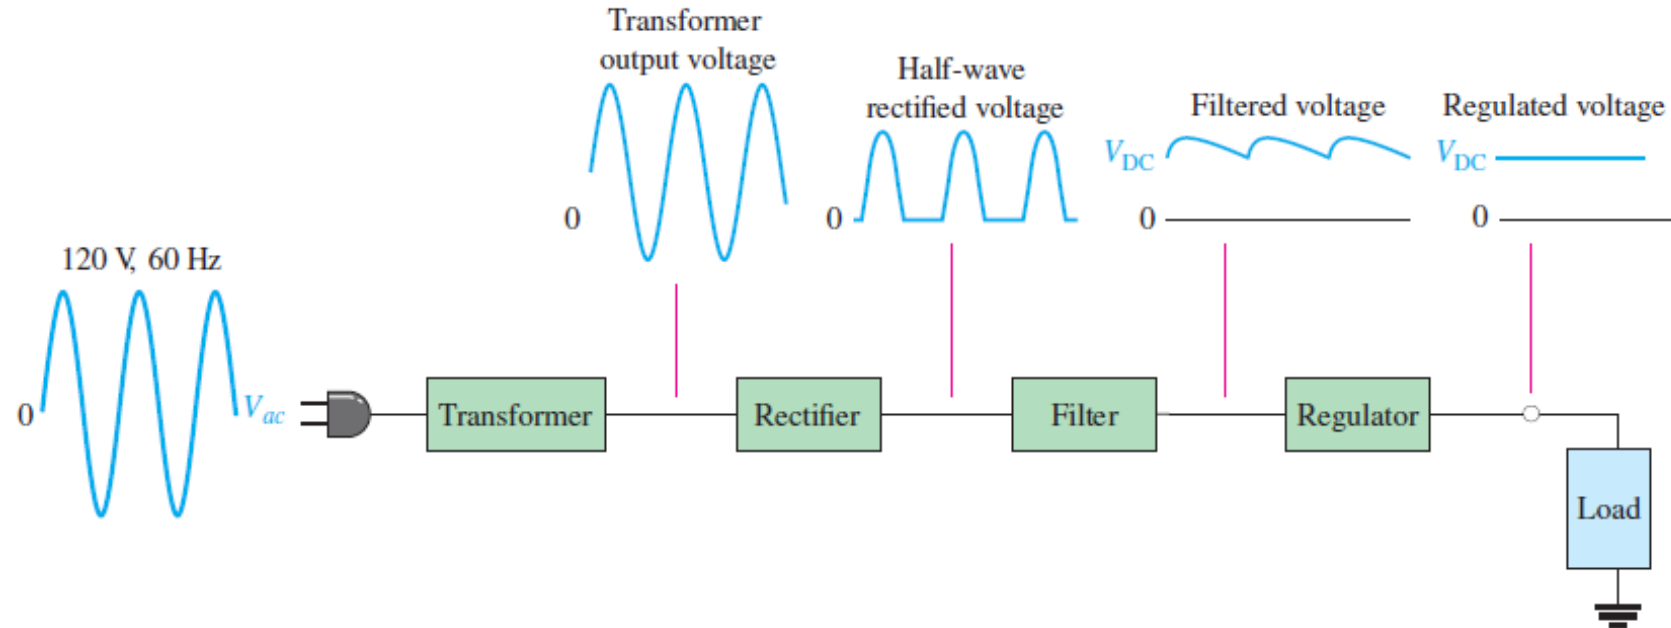 Transformer
output voltage
Half-wave
rectified voltage
Filtered voltage
Regulated voltage
V_DC
V_DC
0
0
0
0
120 V, 60 Hz
0
V_ac
Transformer
Rectifier
Filter
Regulator
Load